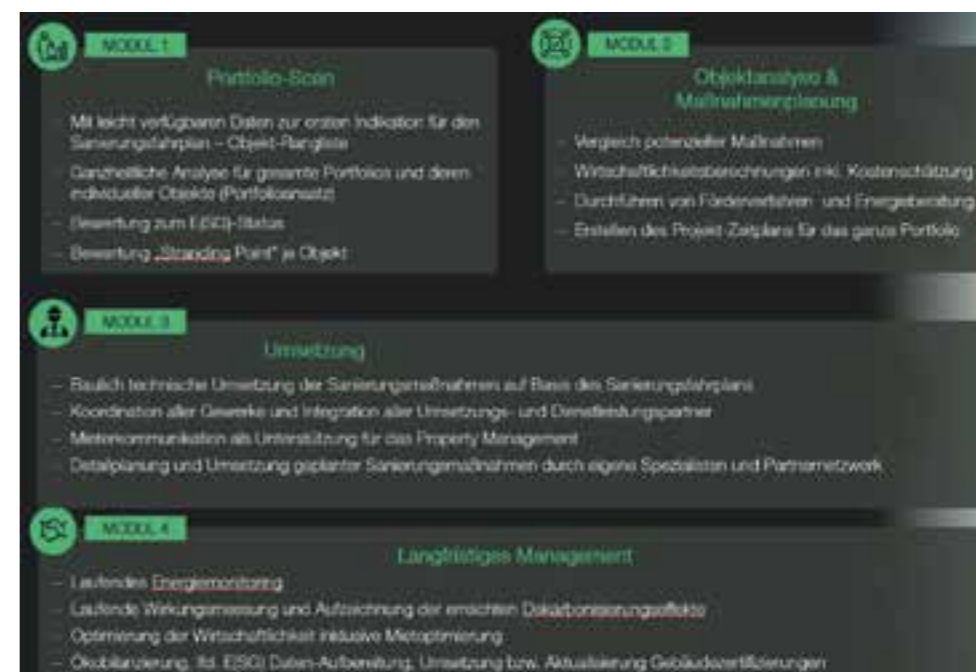 MODUL 1
Portfolio-Scan
Mit leicht verfügbaren Daten zur ersten Indikation für den
Sanierungsfahrplan – Objekt-Rangliste
Ganzheitliche Analyse für gesamte Portfolios und deren
individueller Objekte (Portfolioansatz)
Bewertung zum E(SG)-Status
– Bewertung „Stranding Point“ je Objekt
MODUL 2
Objektanalyse &
Maßnahmenplanung
– Vergleich potenzieller Maßnahmen
– Wirtschaftlichkeitsberechnungen inkl. Kostenschätzung
– Durchführen von Förderverfahren und Energieberatung
– Erstellen des Projekt-Zeitplans für das ganze Portfolio
MODUL 3
Umsetzung
– Baulich technische Umsetzung der Sanierungsmaßnahmen auf Basis des Sanierungsfahrplans
– Koordination aller Gewerke und Integration aller Umsetzungs- und Dienstleistungspartner
– Mieterkommunikation als Unterstützung für das Property Management
– Detailplanung und Umsetzung geplanter Sanierungsmaßnahmen durch eigene Spezialisten und Partnernetzwerk
MODUL 4
Langfristiges Management
– Laufendes Energiemonitoring
– Laufende Wirkungsmessung und Aufzeichnung der erreichten Dekarbonisierungseffekte
– Optimierung der Wirtschaftlichkeit inklusive Mietoptimierung
– Ökobilanzierung, lfd. E(SG) Daten-Aufbereitung, Umsetzung bzw. Aktualisierung Gebäudezertifizierungen